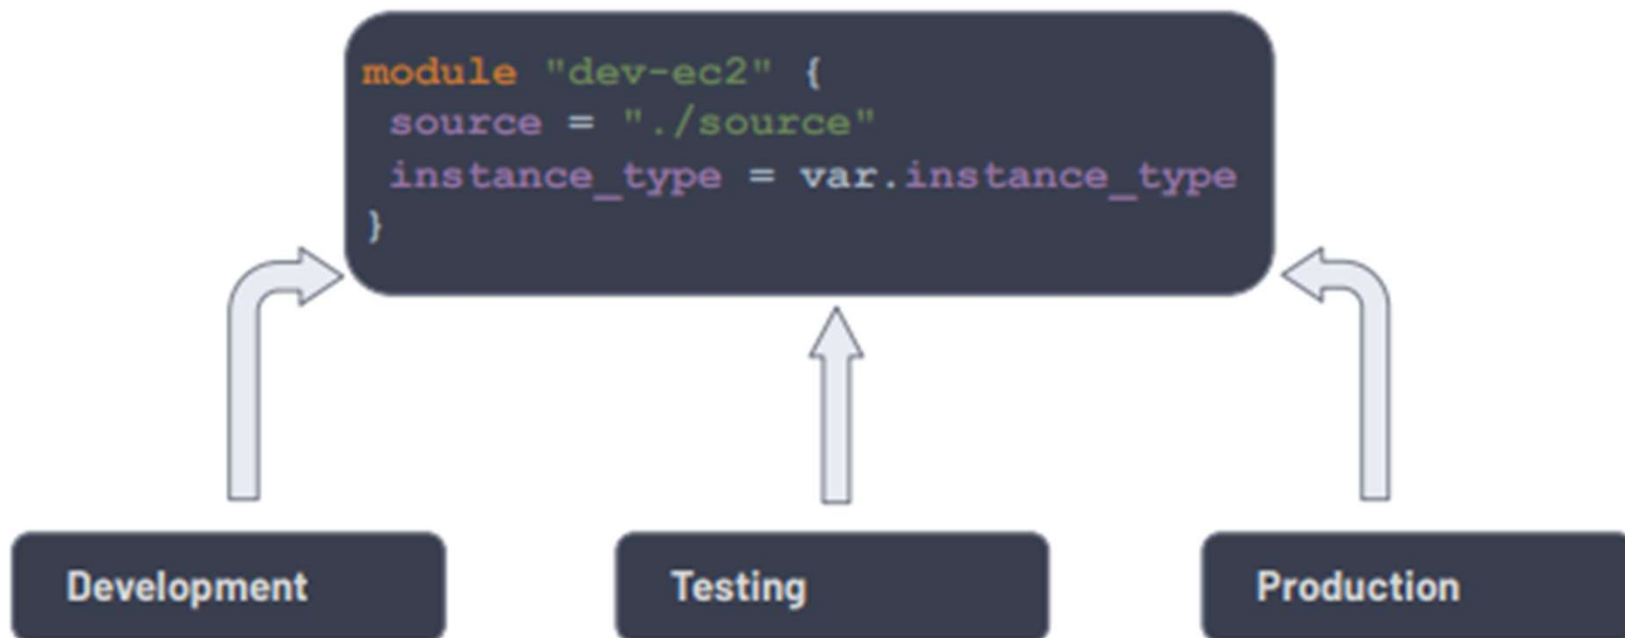 module "dev-ec2" {
 source = "./source"
 instance_type = var.instance_type
}
Development
Testing
Production